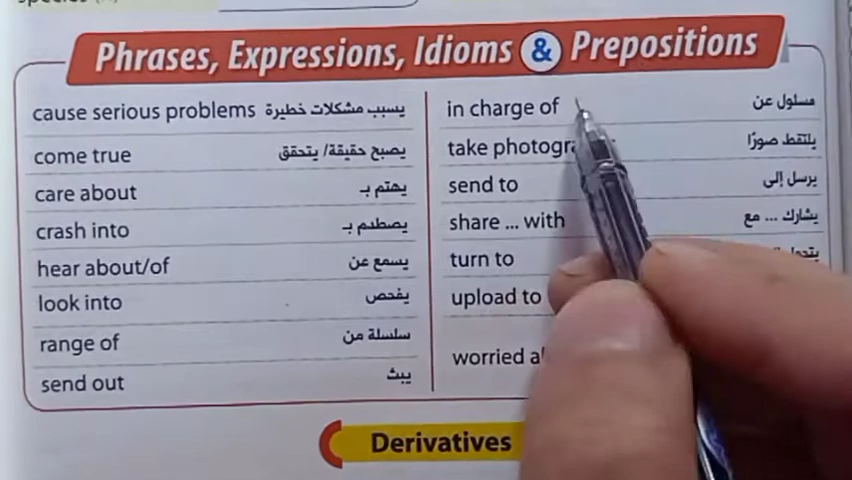 Phrases, Expressions, Idioms & Prepositions
cause serious problems يسبب مشكلات خطيرة
come true يصبح حقيقة/ يتحقق
care about يهتم بـ
crash into يصطدم بـ
hear about/of يسمع عن
look into يفحص
range of سلسلة من
send out يبث
in charge of مسئول عن
take يلتقط صورًا
send to يرسل إلى
share ... with يشارك ... مع
turn to
upload to
worried
Derivatives